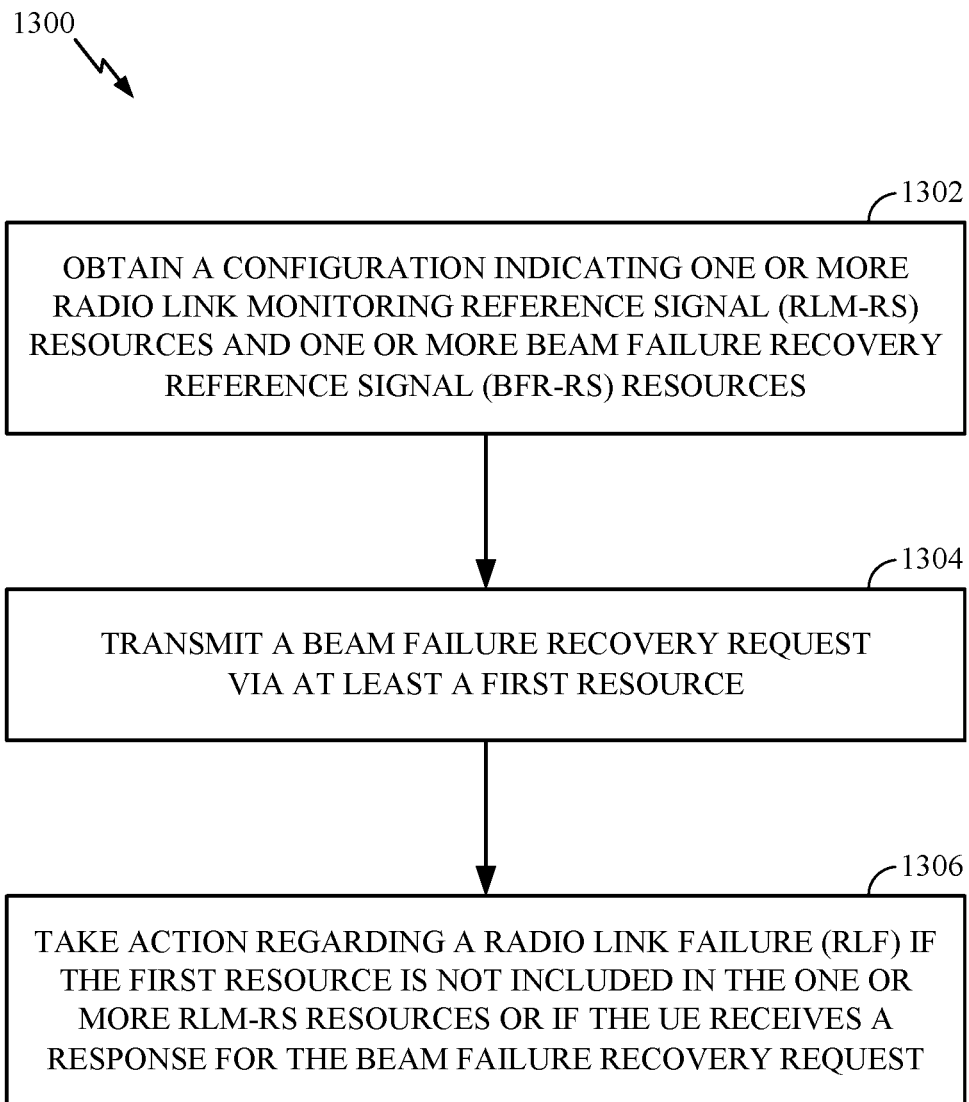 1300
1302
OBTAIN A CONFIGURATION INDICATING ONE OR MORE
RADIO LINK MONITORING REFERENCE SIGNAL (RLM-RS)
RESOURCES AND ONE OR MORE BEAM FAILURE RECOVERY
REFERENCE SIGNAL (BFR-RS) RESOURCES
1304
TRANSMIT A BEAM FAILURE RECOVERY REQUEST
VIA AT LEAST A FIRST RESOURCE
1306
TAKE ACTION REGARDING A RADIO LINK FAILURE (RLF) IF
THE FIRST RESOURCE IS NOT INCLUDED IN THE ONE OR
MORE RLM-RS RESOURCES OR IF THE UE RECEIVES A
RESPONSE FOR THE BEAM FAILURE RECOVERY REQUEST